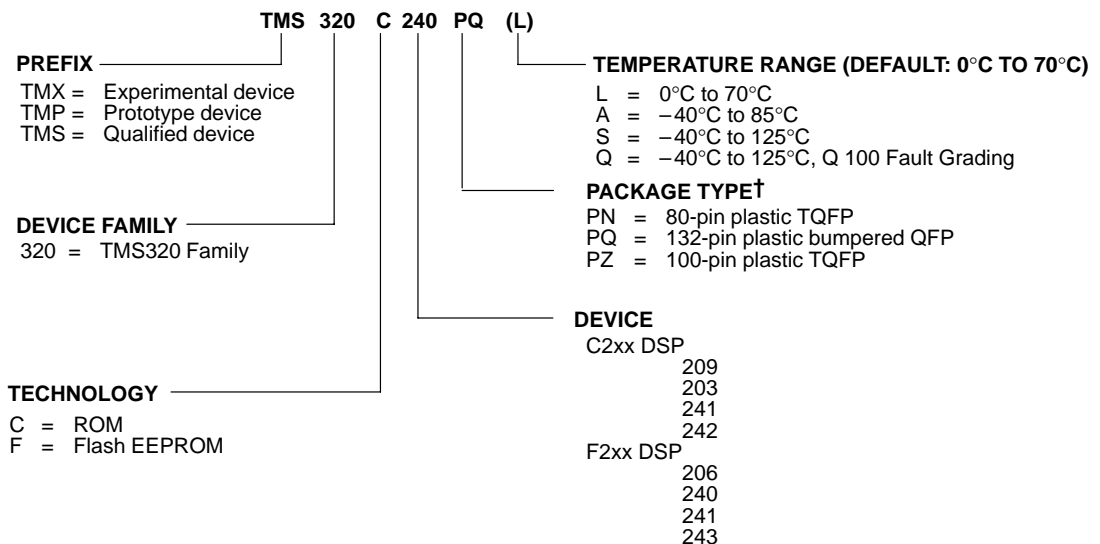 TMS 320 C 240 PQ (L)
PREFIX
TMX = Experimental device
TMP = Prototype device
TMS = Qualified device
DEVICE FAMILY
320 = TMS320 Family
TECHNOLOGY
C = ROM
F = Flash EEPROM
TEMPERATURE RANGE (DEFAULT: 0°C TO 70°C)
L = 0°C to 70°C
A = –40°C to 85°C
S = –40°C to 125°C
Q = –40°C to 125°C, Q 100 Fault Grading
PACKAGE TYPE†
PN = 80-pin plastic TQFP
PQ = 132-pin plastic bumpered QFP
PZ = 100-pin plastic TQFP
DEVICE
C2xx DSP
209
203
241
242
F2xx DSP
206
240
241
243